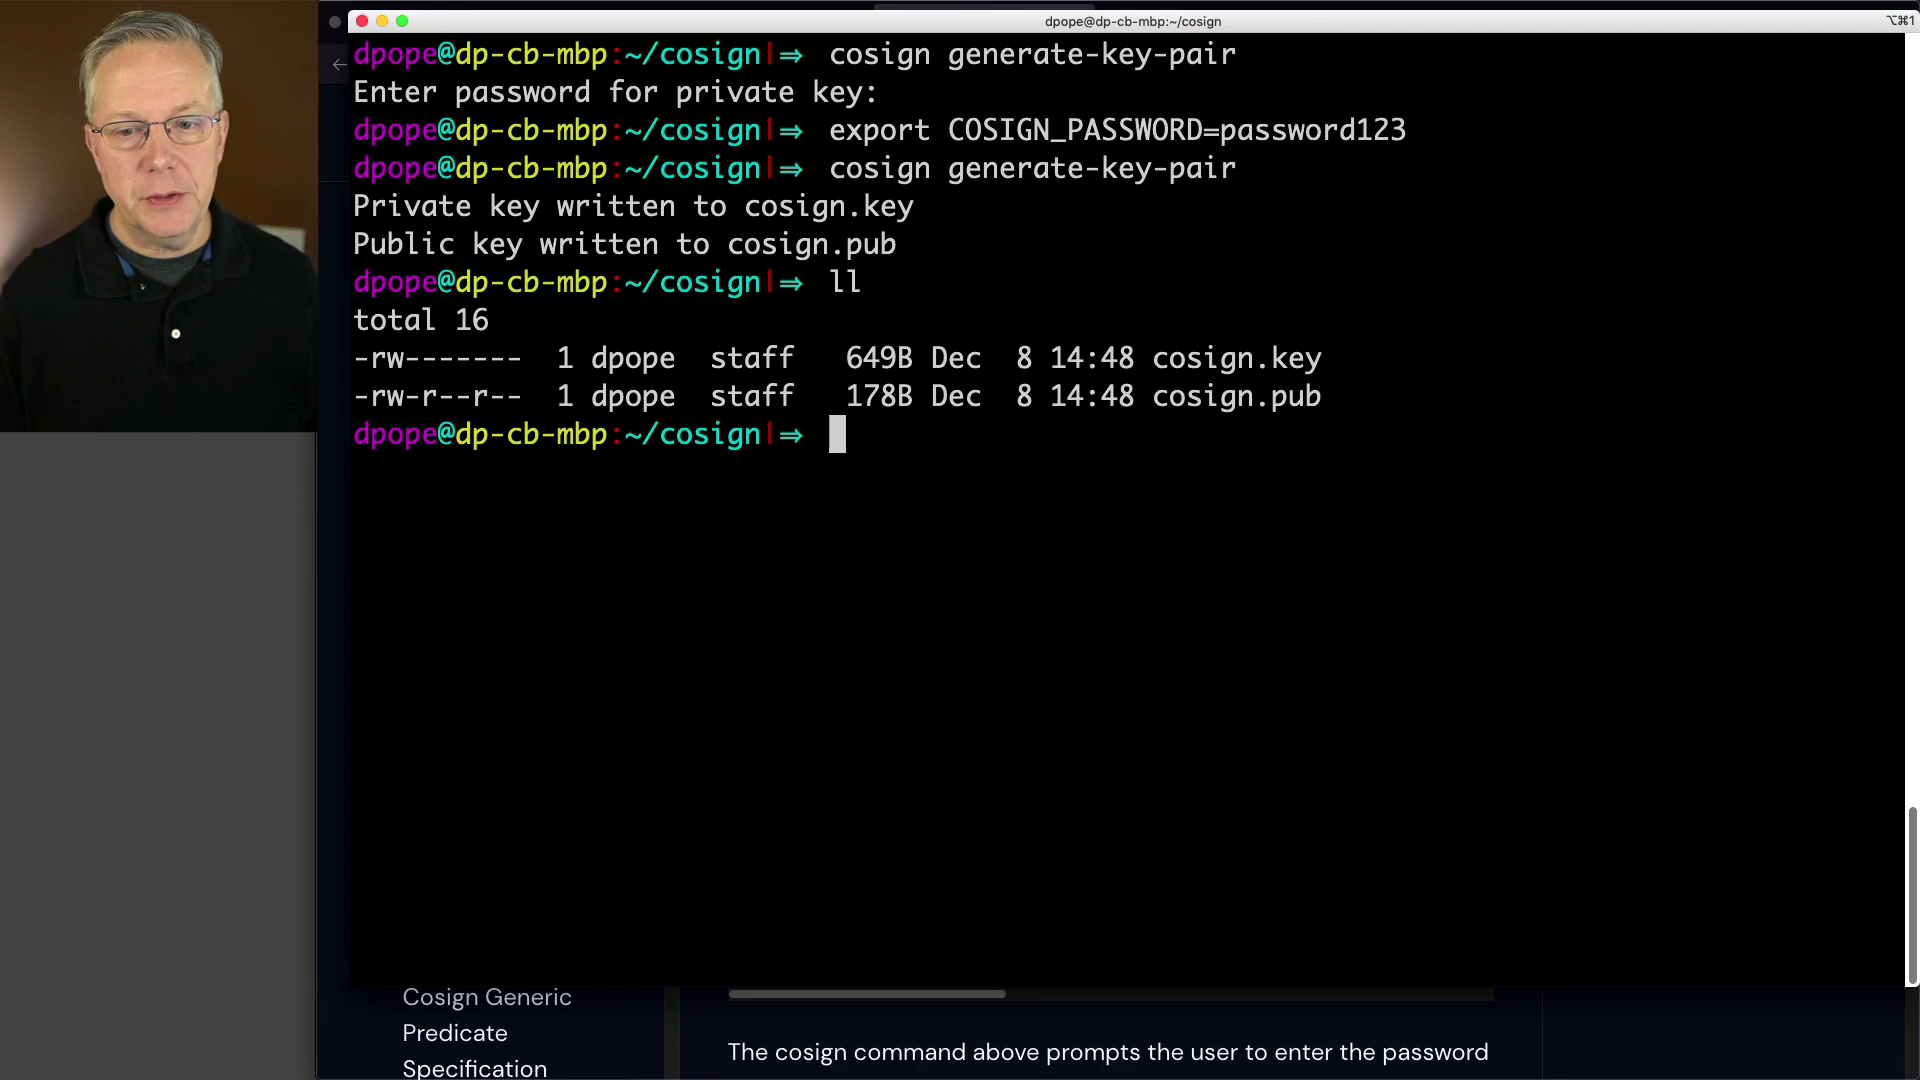 dpope@dp-cb-mbp:~/cosign
⌥⌘1
dpope@dp-cb-mbp:~/cosign|⇒ cosign generate-key-pair
Enter password for private key:
dpope@dp-cb-mbp:~/cosign|⇒ export COSIGN_PASSWORD=password123
dpope@dp-cb-mbp:~/cosign|⇒ cosign generate-key-pair
Private key written to cosign.key
Public key written to cosign.pub
dpope@dp-cb-mbp:~/cosign|⇒ ll
total 16
-rw------- 1 dpope staff 649B Dec 8 14:48 cosign.key
-rw-r--r-- 1 dpope staff 178B Dec 8 14:48 cosign.pub
dpope@dp-cb-mbp:~/cosign|⇒
Cosign Generic
Predicate
Specification
The cosign command above prompts the user to enter the password